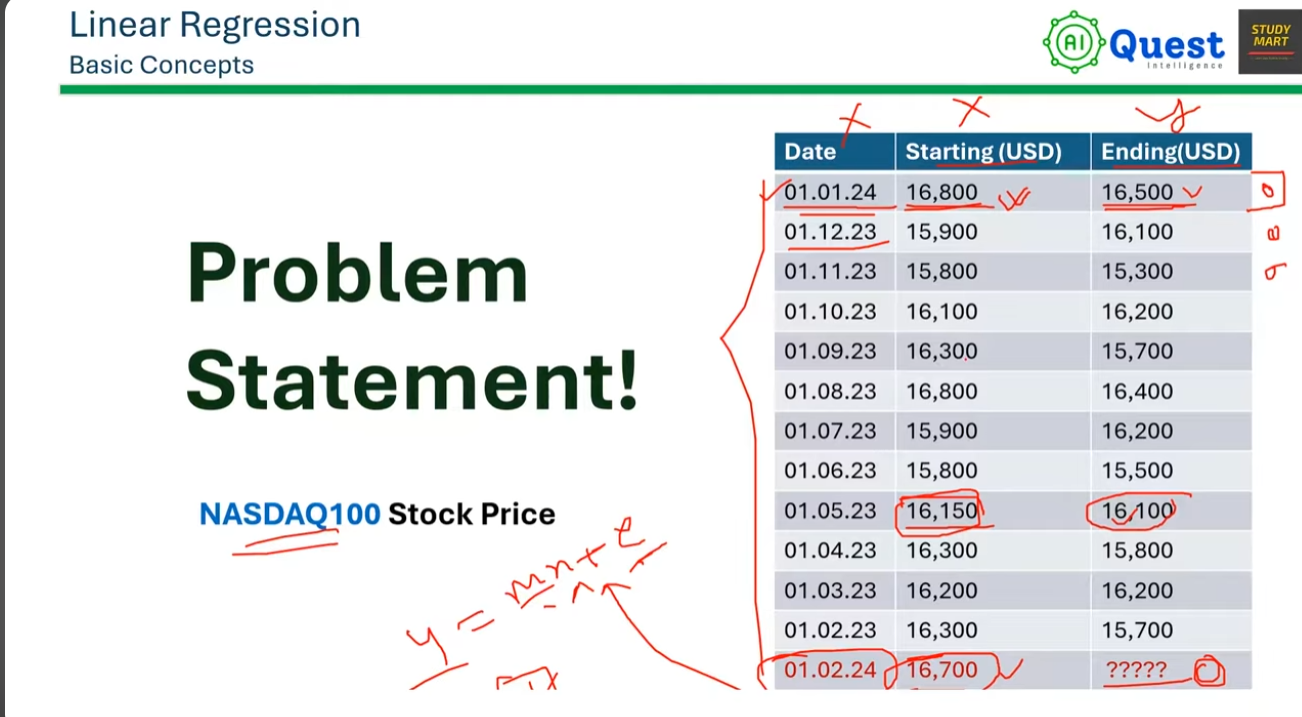 Linear Regression
Basic Concepts
AI Quest
Intelligence
STUDY
MART
Problem
Statement!
NASDAQ100 Stock Price
x x y
Date Starting (USD) Ending(USD)
01.01.24 16,800 16,500
01.12.23 15,900 16,100
01.11.23 15,800 15,300
01.10.23 16,100 16,200
01.09.23 16,300 15,700
01.08.23 16,800 16,400
01.07.23 15,900 16,200
01.06.23 15,800 15,500
01.05.23 16,150 16,100
01.04.23 16,300 15,800
01.03.23 16,200 16,200
01.02.23 16,300 15,700
01.02.24 16,700 ?????